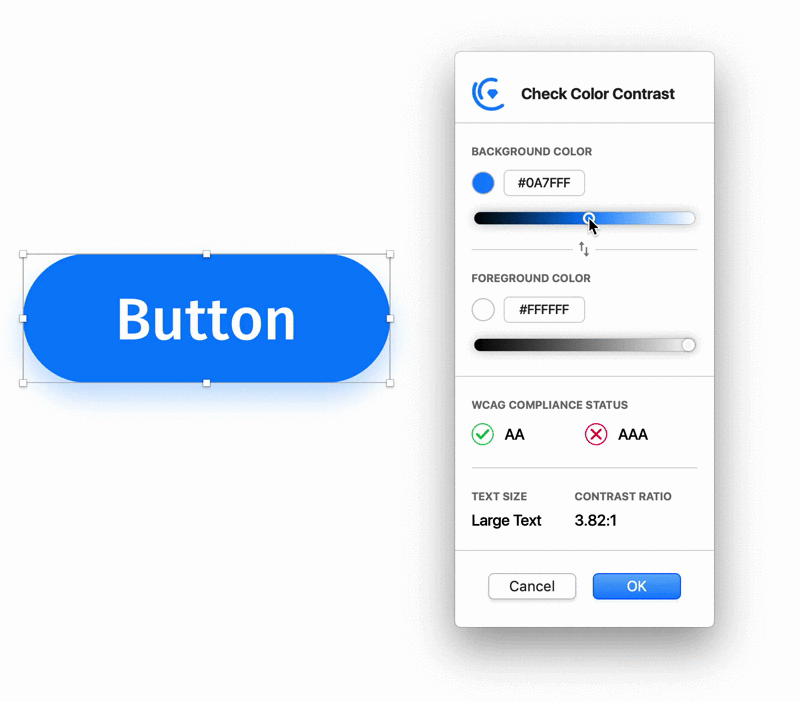 Check Color Contrast
BACKGROUND COLOR
#0A7FFF
Button
FOREGROUND COLOR
#FFFFFF
WCAG COMPLIANCE STATUS
AA AAA
TEXT SIZE CONTRAST RATIO
Large Text 3.82:1
Cancel OK